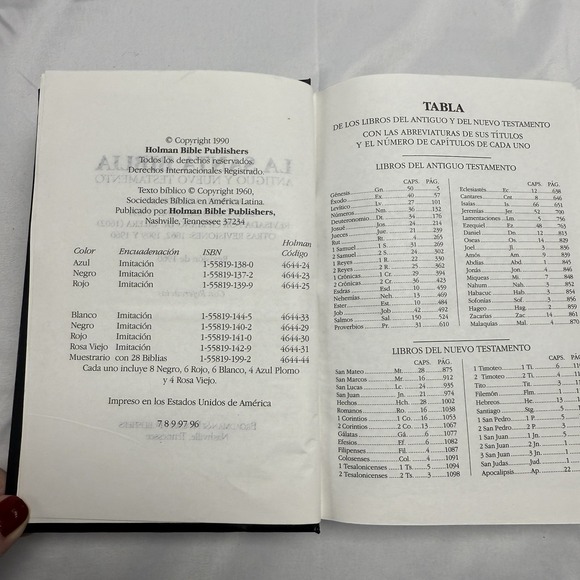 © Copyright 1990
Holman Bible Publishers
Todos los derechos reservados.
Derechos Internacionales Registrado.
Texto bíblico © Copyright 1960,
Sociedades Bíblica en América Latina.
Publicado por Holman Bible Publishers,
Nashville, Tennessee 37234
Holman
Color Encuadenación ISBN Código
Azul Imitación 1-55819-138-0 4644-24
Negro Imitación 1-55819-137-2 4644-23
Rojo Imitación 1-55819-139-9 4644-25
Blanco Imitación 1-55819-144-5 4644-33
Negro Imitación 1-55819-140-2 4644-29
Rojo Imitación 1-55819-141-0 4644-30
Rosa Viejo Imitación 1-55819-142-9 4644-31
Muestrario con 28 Biblias 1-55819-199-2 4644-44
Cada uno incluye 8 Negro, 6 Rojo, 6 Blanco, 4 Azul Plomo
y 4 Rosa Viejo.
Impreso en los Estados Unidos de América
7 8 9 97 96
TABLA
DE LOS LIBROS DEL ANTIGUO Y DEL NUEVO TESTAMENTO
CON LAS ABREVIATURAS DE SUS TÍTULOS
Y EL NÚMERO DE CAPÍTULOS DE CADA UNO
LIBROS DEL ANTIGUO TESTAMENTO
CAPS. PÁG.
Génesis Gn 50 5
Éxodo Ex 40 57
Levítico Lv 27 101
Números Nm 36 132
Deuteronomio Dt 34 176
Josué Jos 24 214
Jueces Jue 21 239
Rut Rt 4 265
1 Samuel 1 S 31 269
2 Samuel 2 S 24 302
1 Reyes 1 R 22 330
2 Reyes 2 R 25 362
1 Crónicas 1 Cr 29 394
2 Crónicas 2 Cr 36 423
Esdras Esd 10 459
Nehemías Neh 13 469
Ester Est 10 484
Job Job 42 492
Salmos Sal 150 524
Proverbios Pr 31 610
CAPS. PÁG.
Eclesiastés Ec 12 638
Cantares Cnt 8 646
Isaías Is 66 651
Jeremías Jer 52 700
Lamentaciones Lm 5 756
Ezequiel Ez 48 763
Daniel Dn 12 813
Oseas Os 14 829
Joel Jl 3
Amós Am 9 839
Abdías Abd 1 845
Jonás Jon 4 846
Miqueas Mi 7 848
Nahum Nah 3
Habacuc Hab 3 854
Sofonías Sof 3 856
Hageo Hag 2 859
Zacarías Zac 14 861
Malaquías Mal 4 870
LIBROS DEL NUEVO TESTAMENTO
CAPS. PÁG.
San Mateo Mt 28 875
San Marcos Mr 16 912
San Lucas Lc 24 935
San Juan Jn 21 974
Hechos Hch 28 1002
Romanos Ro 16 1038
1 Corintios 1 Co 16 1053
2 Corintios 2 Co 13 1067
Gálatas Gá 6 1077
Efesios Ef 6 1082
Filipenses Fil 4 1087
Colosenses Col 4 1091
1 Tesalonicenses 1 Ts 5 1094
2 Tesalonicenses 2 Ts 3 1098
CAPS.
1 Timoteo 1 Ti 6
2 Timoteo 2 Ti 4
Tito Tit 3
Filemón Flm 1
Hebreos He 13
Santiago Stg 5
1 San Pedro 1 P 5
2 San Pedro 2 P 3
1 San Juan 1 Jn 5
2 San Juan 2 Jn 1
3 San Juan 3 Jn 1
San Judas Jud 1
Apocalipsis Ap 22